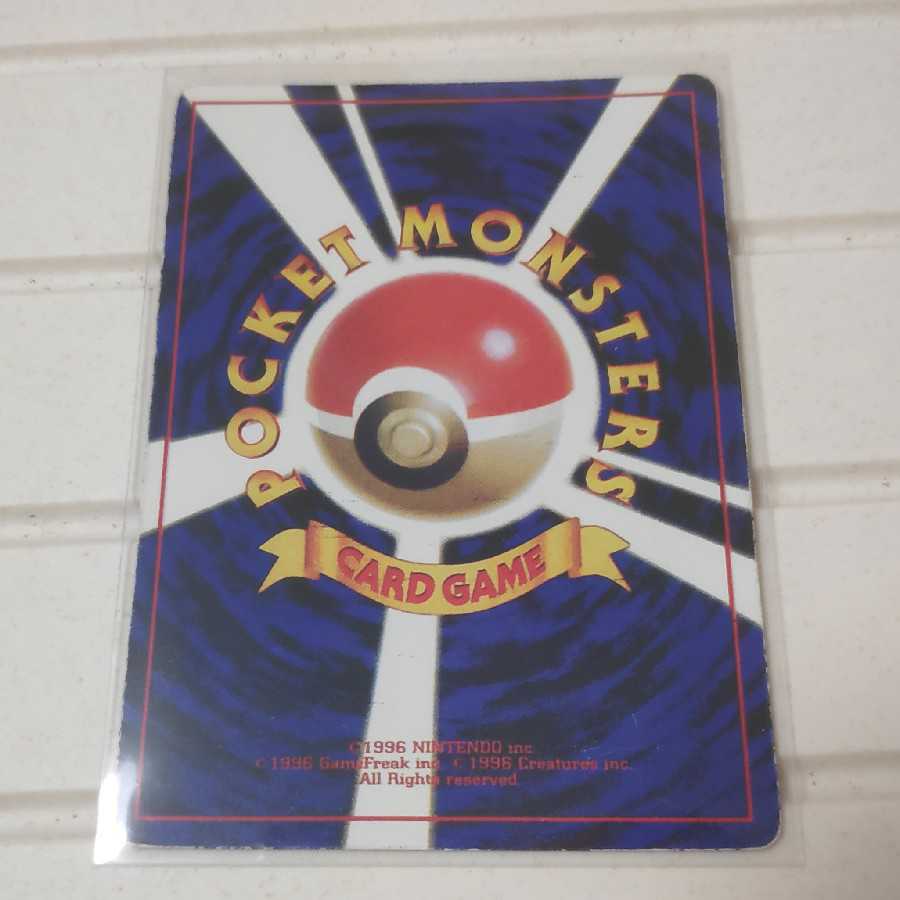 POCKET MONSTERS
CARD GAME
©1996 NINTENDO inc.
©1996 GameFreak inc. ©1996 Creatures inc.
All Rights reserved.